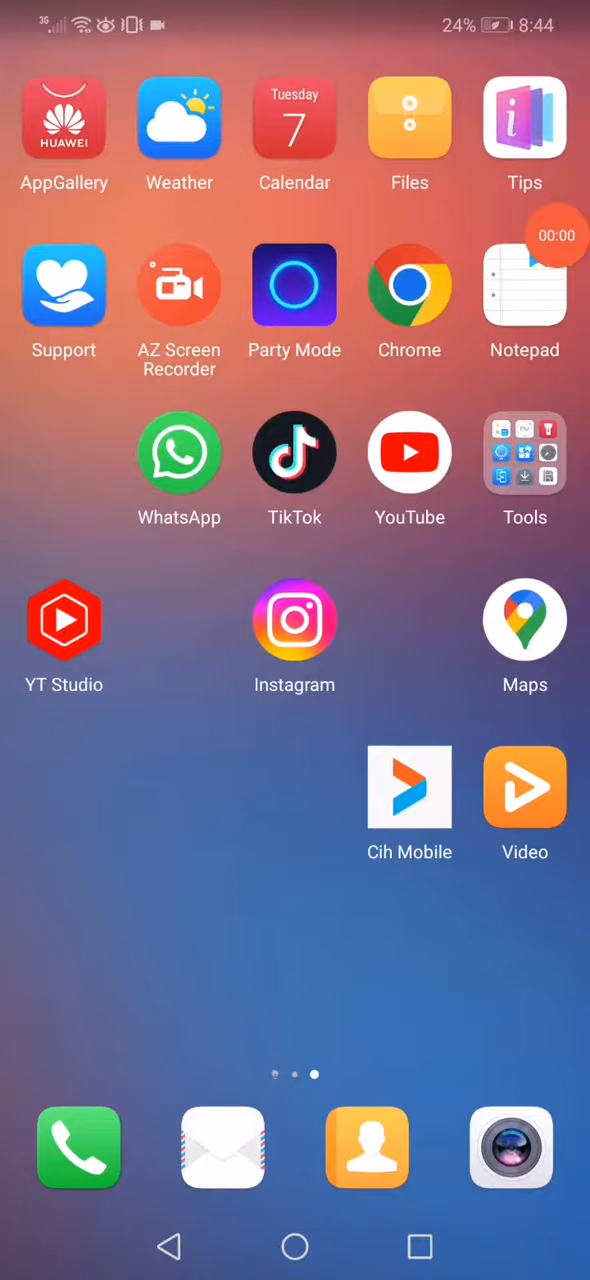 3G 24% 8:44
HUAWEI
Tuesday
7
AppGallery Weather Calendar Files Tips
00:00
Support AZ Screen Recorder Party Mode Chrome Notepad
WhatsApp TikTok YouTube Tools
YT Studio Instagram Maps
Cih Mobile Video